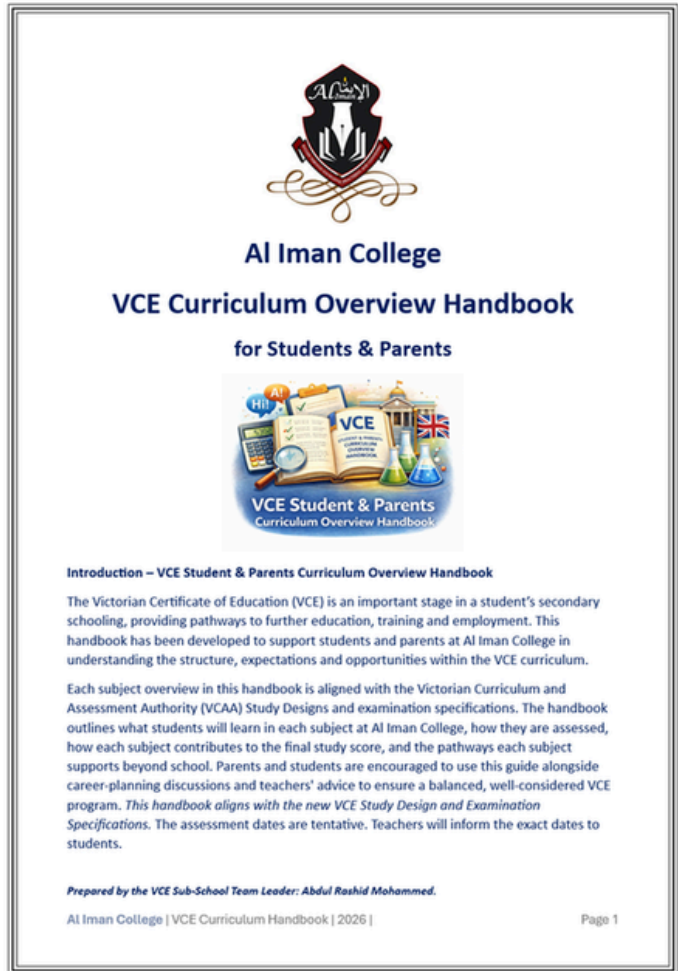 Al الإيمان
Iman
Al Iman College
VCE Curriculum Overview Handbook
for Students & Parents
Hi!
A!
VCE
STUDENT & PARENTS
CURRICULUM
OVERVIEW
HANDBOOK
VCE Student & Parents
Curriculum Overview Handbook
Introduction – VCE Student & Parents Curriculum Overview Handbook
The Victorian Certificate of Education (VCE) is an important stage in a student's secondary
schooling, providing pathways to further education, training and employment. This
handbook has been developed to support students and parents at Al Iman College in
understanding the structure, expectations and opportunities within the VCE curriculum.
Each subject overview in this handbook is aligned with the Victorian Curriculum and
Assessment Authority (VCAA) Study Designs and examination specifications. The handbook
outlines what students will learn in each subject at Al Iman College, how they are assessed,
how each subject contributes to the final study score, and the pathways each subject
supports beyond school. Parents and students are encouraged to use this guide alongside
career-planning discussions and teachers' advice to ensure a balanced, well-considered VCE
program. This handbook aligns with the new VCE Study Design and Examination
Specifications. The assessment dates are tentative. Teachers will inform the exact dates to
students.
Prepared by the VCE Sub-School Team Leader: Abdul Rashid Mohammed.
Al Iman College | VCE Curriculum Handbook | 2026 | Page 1